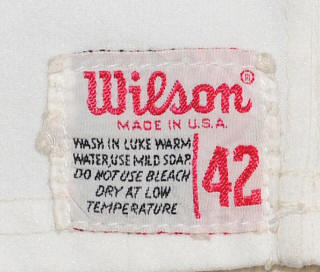 Wilson®
MADE IN U.S.A.
WASH IN LUKE WARM
WATER,USE MILD SOAP
DO NOT USE BLEACH
DRY AT LOW
TEMPERATURE
42